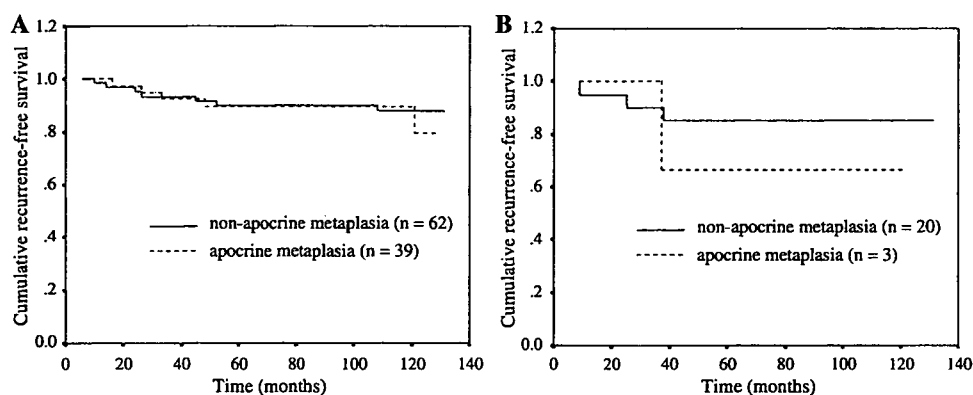 A
Cumulative recurrence-free survival
1.2
1.0
.8
.6
.4
.2
0.0
non-apocrine metaplasia (n = 62)
apocrine metaplasia (n = 39)
0 20 40 60 80 100 120 140
Time (months)
B
Cumulative recurrence-free survival
1.2
1.0
.8
.6
.4
.2
0.0
non-apocrine metaplasia (n = 20)
apocrine metaplasia (n = 3)
0 20 40 60 80 100 120 140
Time (months)